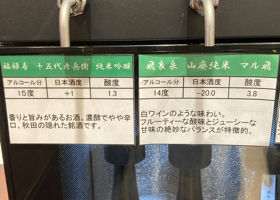 福禄寿 十五代彦兵衛 純米吟醸
アルコール分 日本酒度 酸度
15度 +1 1.3
香りと旨みがあるお酒。濃醇でやや辛
口、秋田の隠れた銘酒です。
飛良泉 山廃純米 マル飛
アルコール分 日本酒度 酸度
14度 −20.0 3.8
白ワインのような味わい。
フルーティーな酸味とジューシーな
甘味の絶妙なバランスが特徴的。